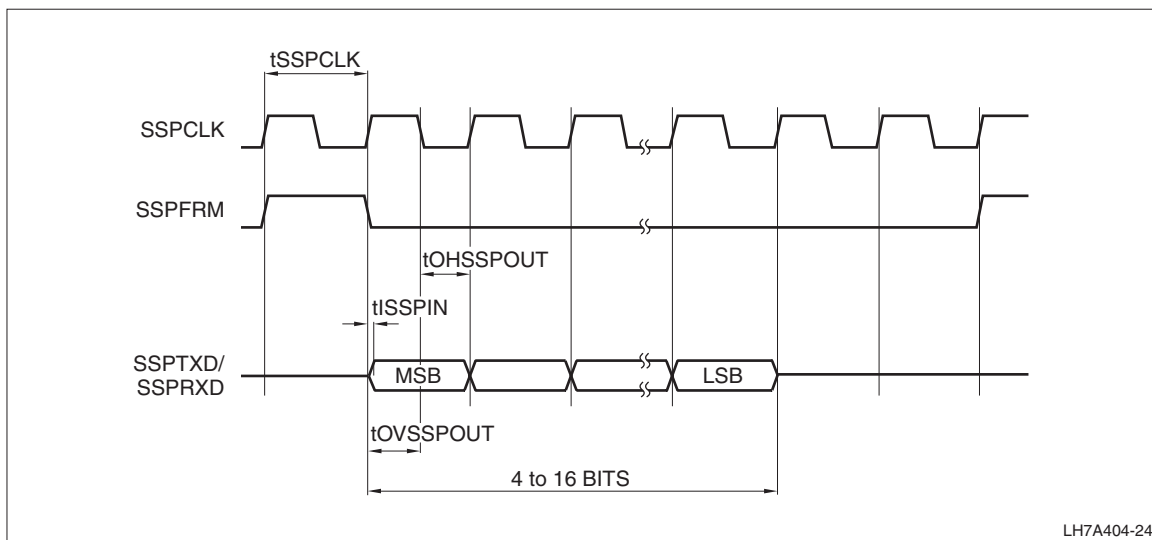 tSSPCLK
SSPCLK
SSPFRM
tOHSSPOUT
tISSPIN
SSPTXD/
SSPRXD
MSB
LSB
tOVSSPOUT
4 to 16 BITS
LH7A404-24